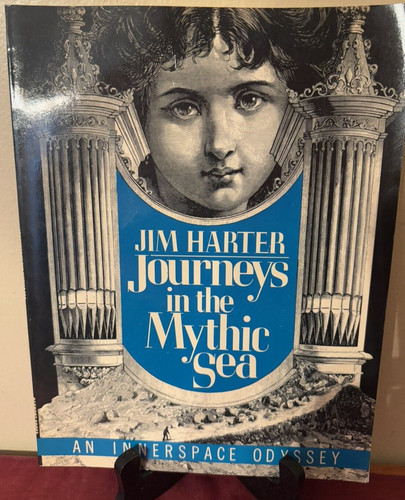 JIM HARTER
Journeys
in the
Mythic
Sea
AN INNERSPACE ODYSSEY